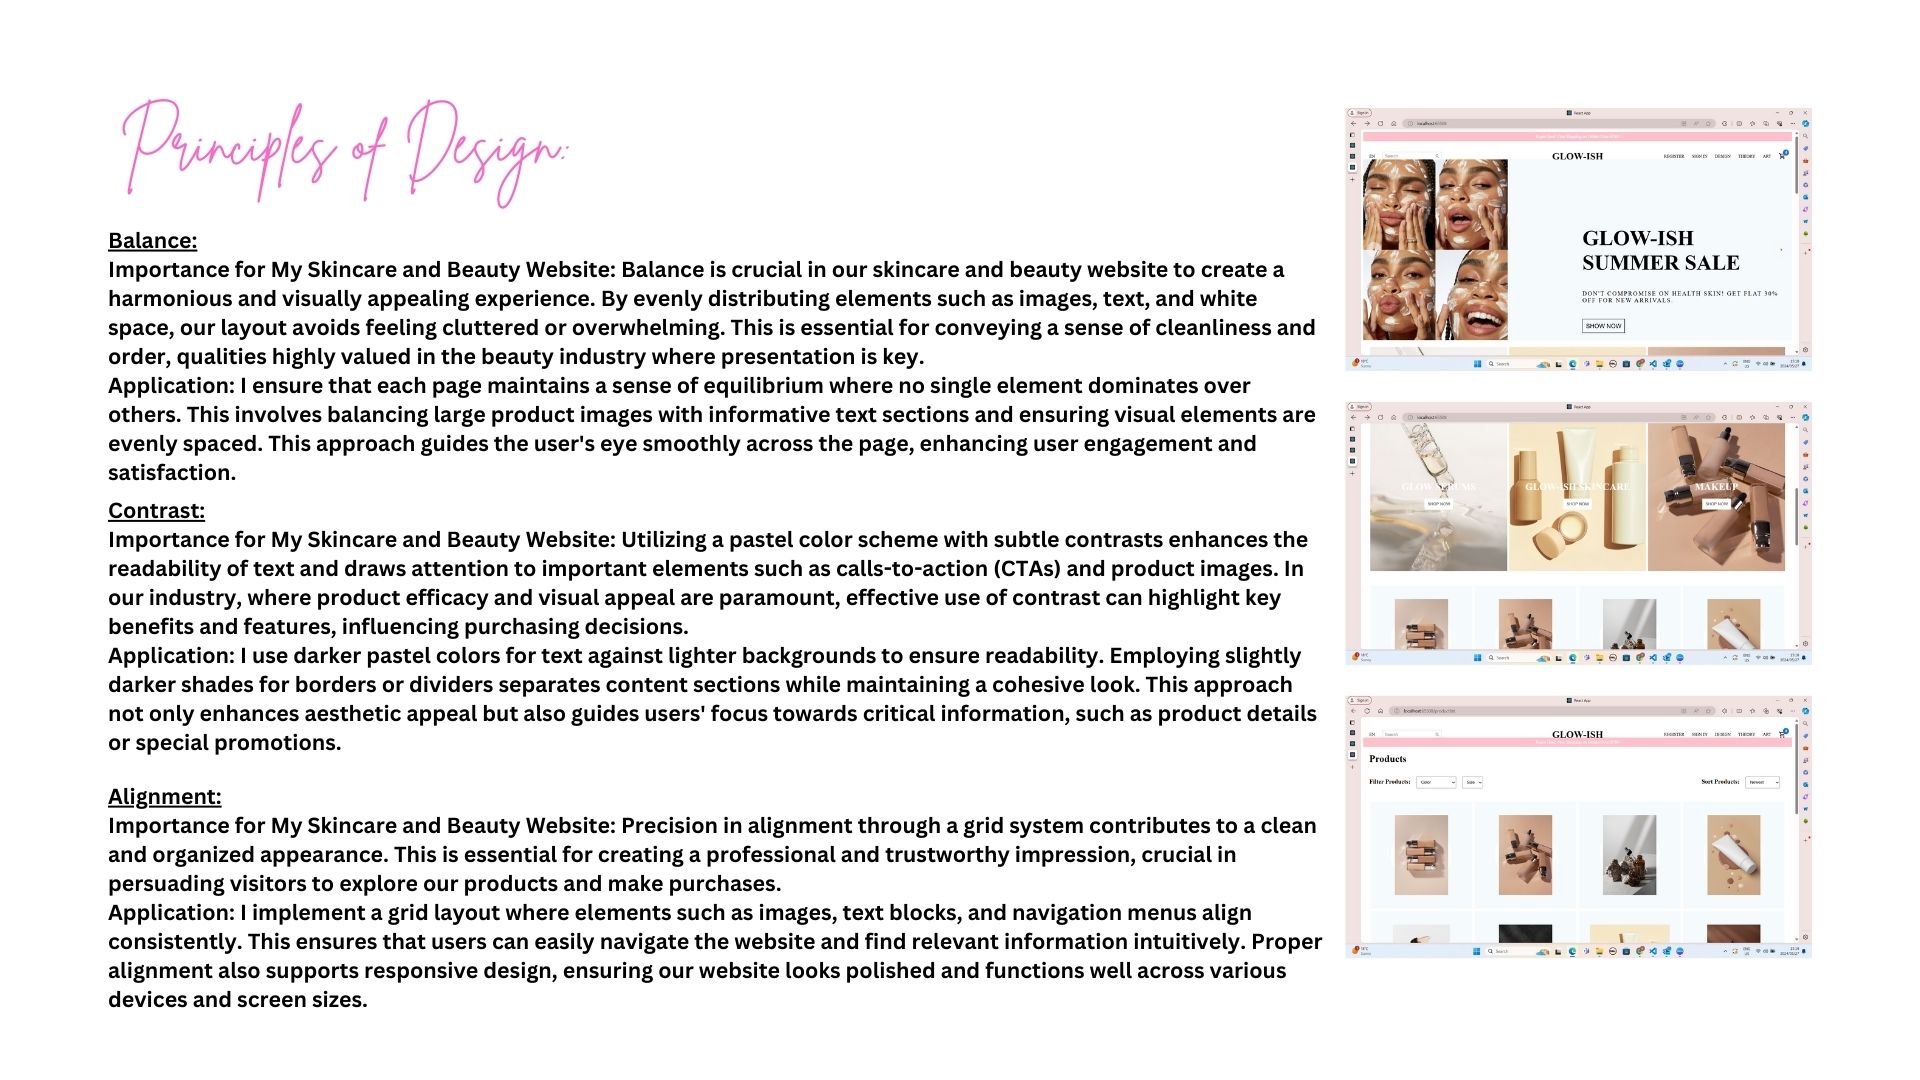 Principles of Design:
Balance:
Importance for My Skincare and Beauty Website: Balance is crucial in our skincare and beauty website to create a
harmonious and visually appealing experience. By evenly distributing elements such as images, text, and white
space, our layout avoids feeling cluttered or overwhelming. This is essential for conveying a sense of cleanliness and
order, qualities highly valued in the beauty industry where presentation is key.
Application: I ensure that each page maintains a sense of equilibrium where no single element dominates over
others. This involves balancing large product images with informative text sections and ensuring visual elements are
evenly spaced. This approach guides the user's eye smoothly across the page, enhancing user engagement and
satisfaction.
Contrast:
Importance for My Skincare and Beauty Website: Utilizing a pastel color scheme with subtle contrasts enhances the
readability of text and draws attention to important elements such as calls-to-action (CTAs) and product images. In
our industry, where product efficacy and visual appeal are paramount, effective use of contrast can highlight key
benefits and features, influencing purchasing decisions.
Application: I use darker pastel colors for text against lighter backgrounds to ensure readability. Employing slightly
darker shades for borders or dividers separates content sections while maintaining a cohesive look. This approach
not only enhances aesthetic appeal but also guides users' focus towards critical information, such as product details
or special promotions.
Alignment:
Importance for My Skincare and Beauty Website: Precision in alignment through a grid system contributes to a clean
and organized appearance. This is essential for creating a professional and trustworthy impression, crucial in
persuading visitors to explore our products and make purchases.
Application: I implement a grid layout where elements such as images, text blocks, and navigation menus align
consistently. This ensures that users can easily navigate the website and find relevant information intuitively. Proper
alignment also supports responsive design, ensuring our website looks polished and functions well across various
devices and screen sizes.
Sign in
React App
EN Search GLOW-ISH REGISTER SIGN IN DESIGN THEORY ART
GLOW-ISH
SUMMER SALE
DON'T COMPROMISE ON HEALTH SKIN! GET FLAT 30%
OFF FOR NEW ARRIVALS.
SHOW NOW
Search
Sign in
React App
GLOW SERUMS GLOW-ISH SKINCARE MAKEUP
SHOP NOW SHOP NOW SHOP NOW
Search
Sign in
React App
EN Search GLOW-ISH REGISTER SIGN IN DESIGN THEORY ART
Products
Filter Products: Color Size Sort Products: Newest
Search